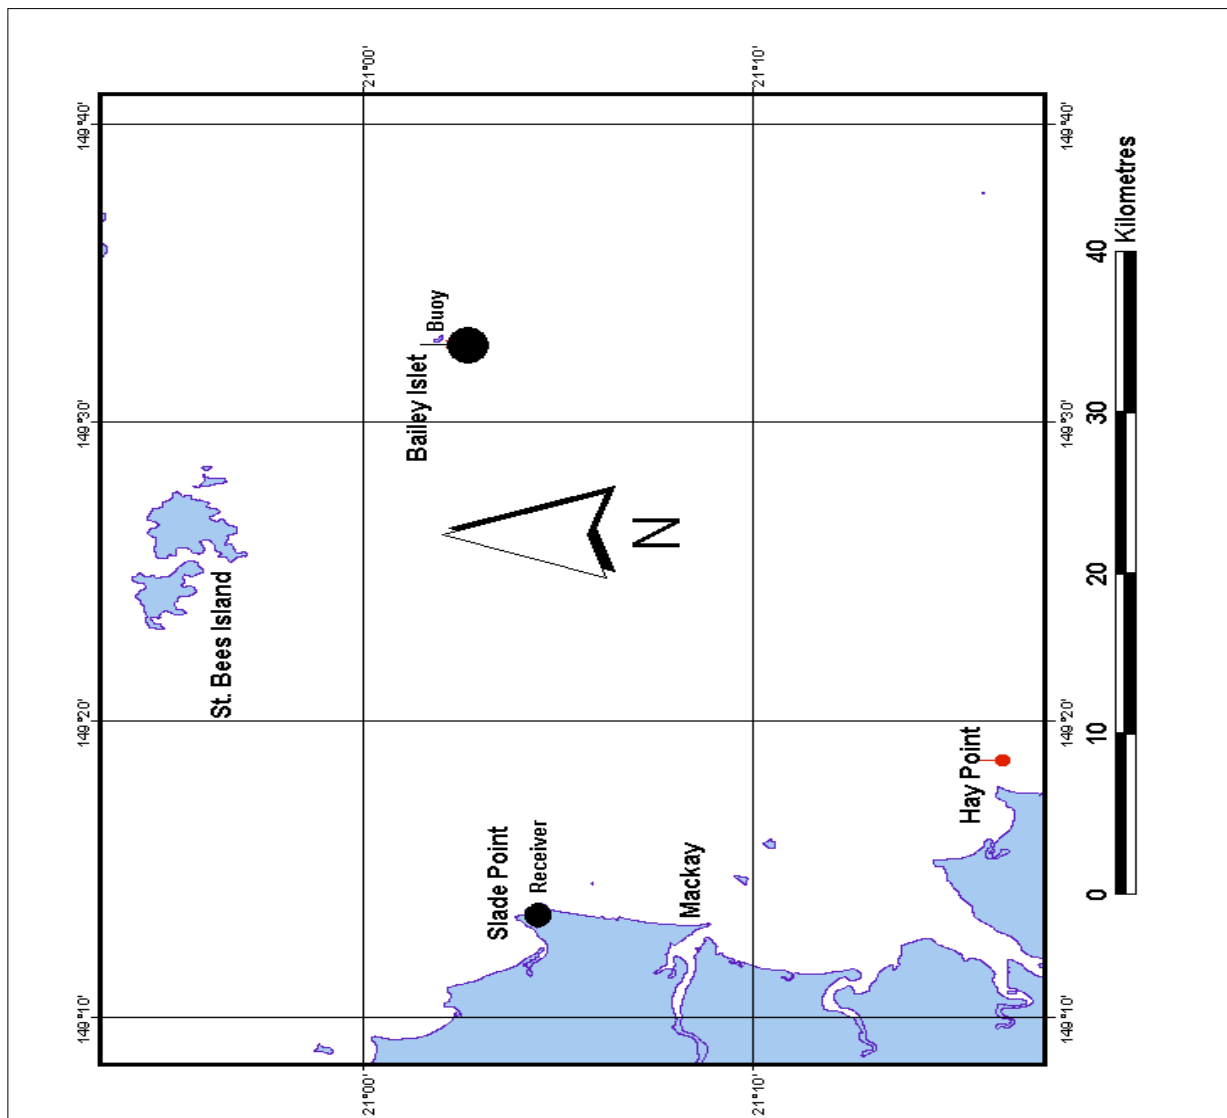 149°10'
149°20'
149°30'
149°40'
St. Bees Island
21°00'
21°00'
Bailey Islet
Buoy
Slade Point
Receiver
N
Mackay
21°10'
21°10'
Hay Point
149°10'
149°20'
149°30'
149°40'
0 10 20 30 40
Kilometres